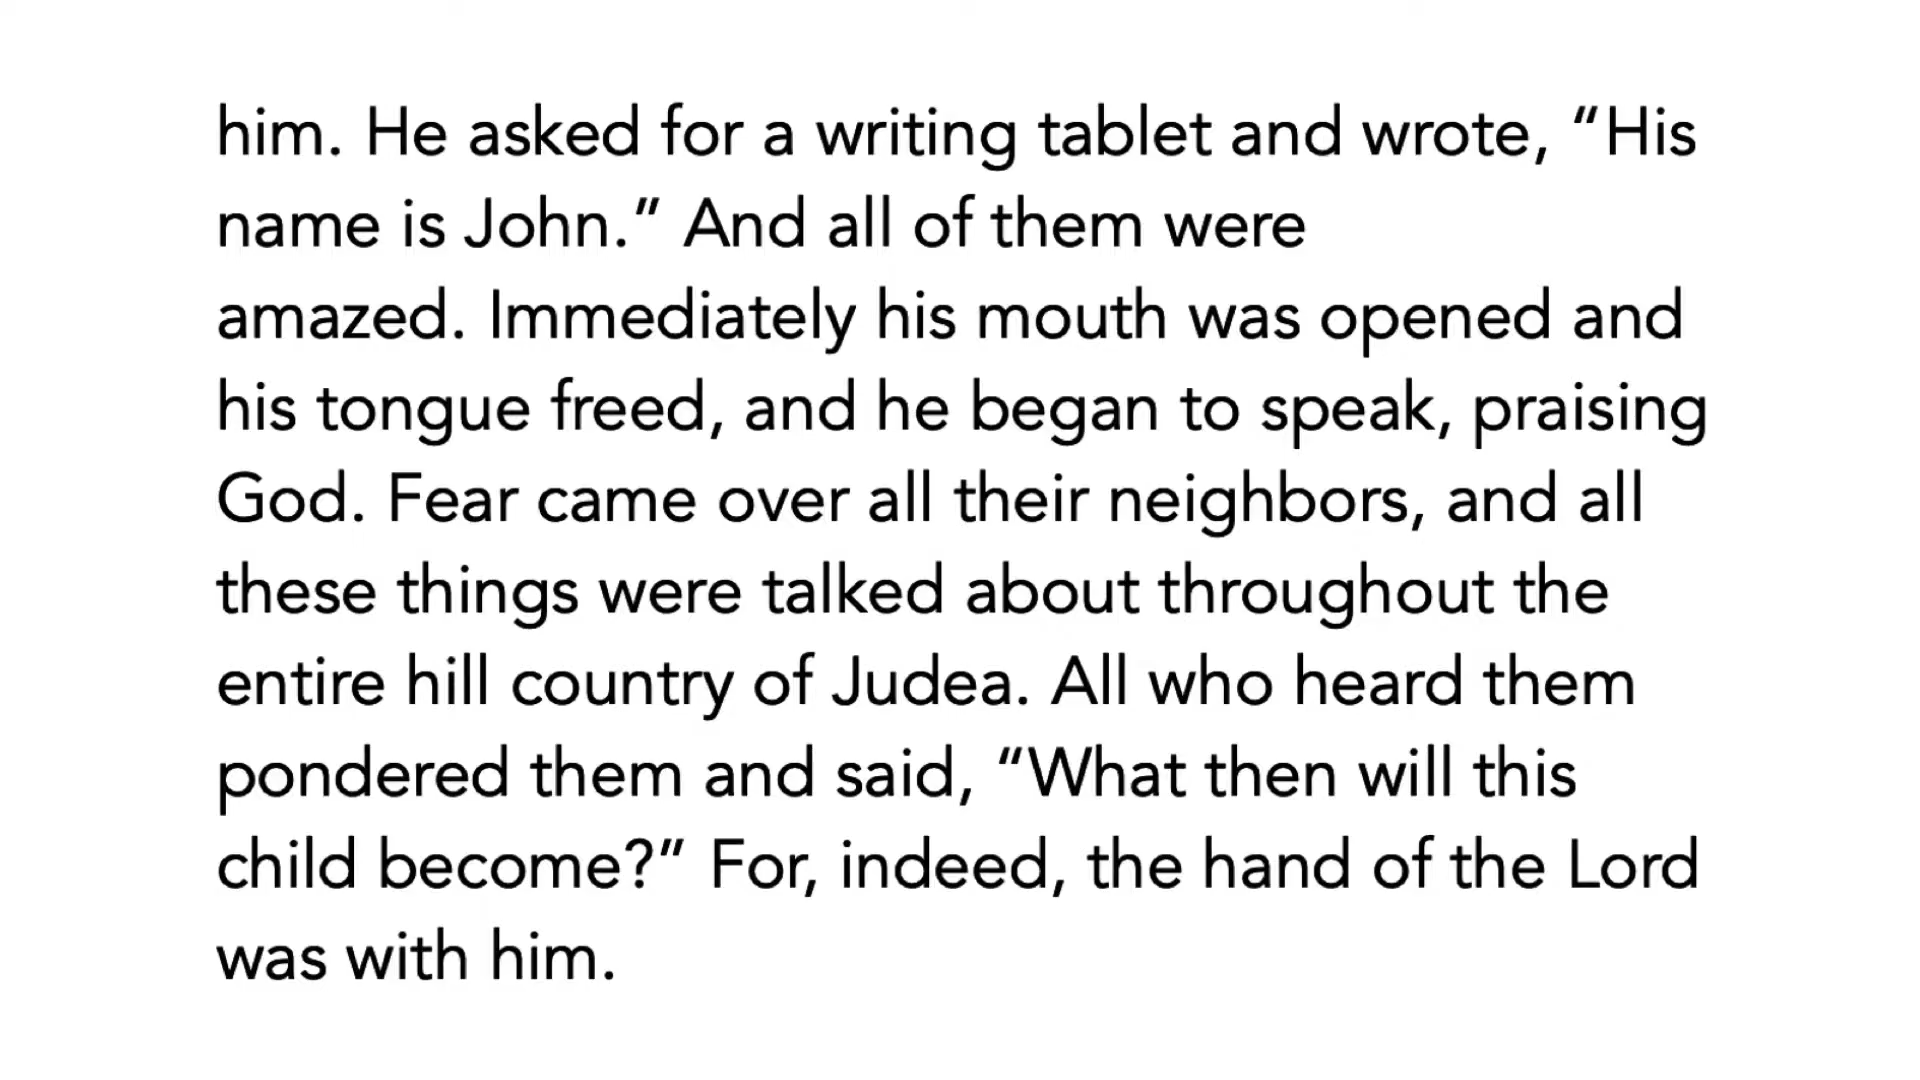 him. He asked for a writing tablet and wrote, “His
name is John.” And all of them were
amazed. Immediately his mouth was opened and
his tongue freed, and he began to speak, praising
God. Fear came over all their neighbors, and all
these things were talked about throughout the
entire hill country of Judea. All who heard them
pondered them and said, “What then will this
child become?” For, indeed, the hand of the Lord
was with him.